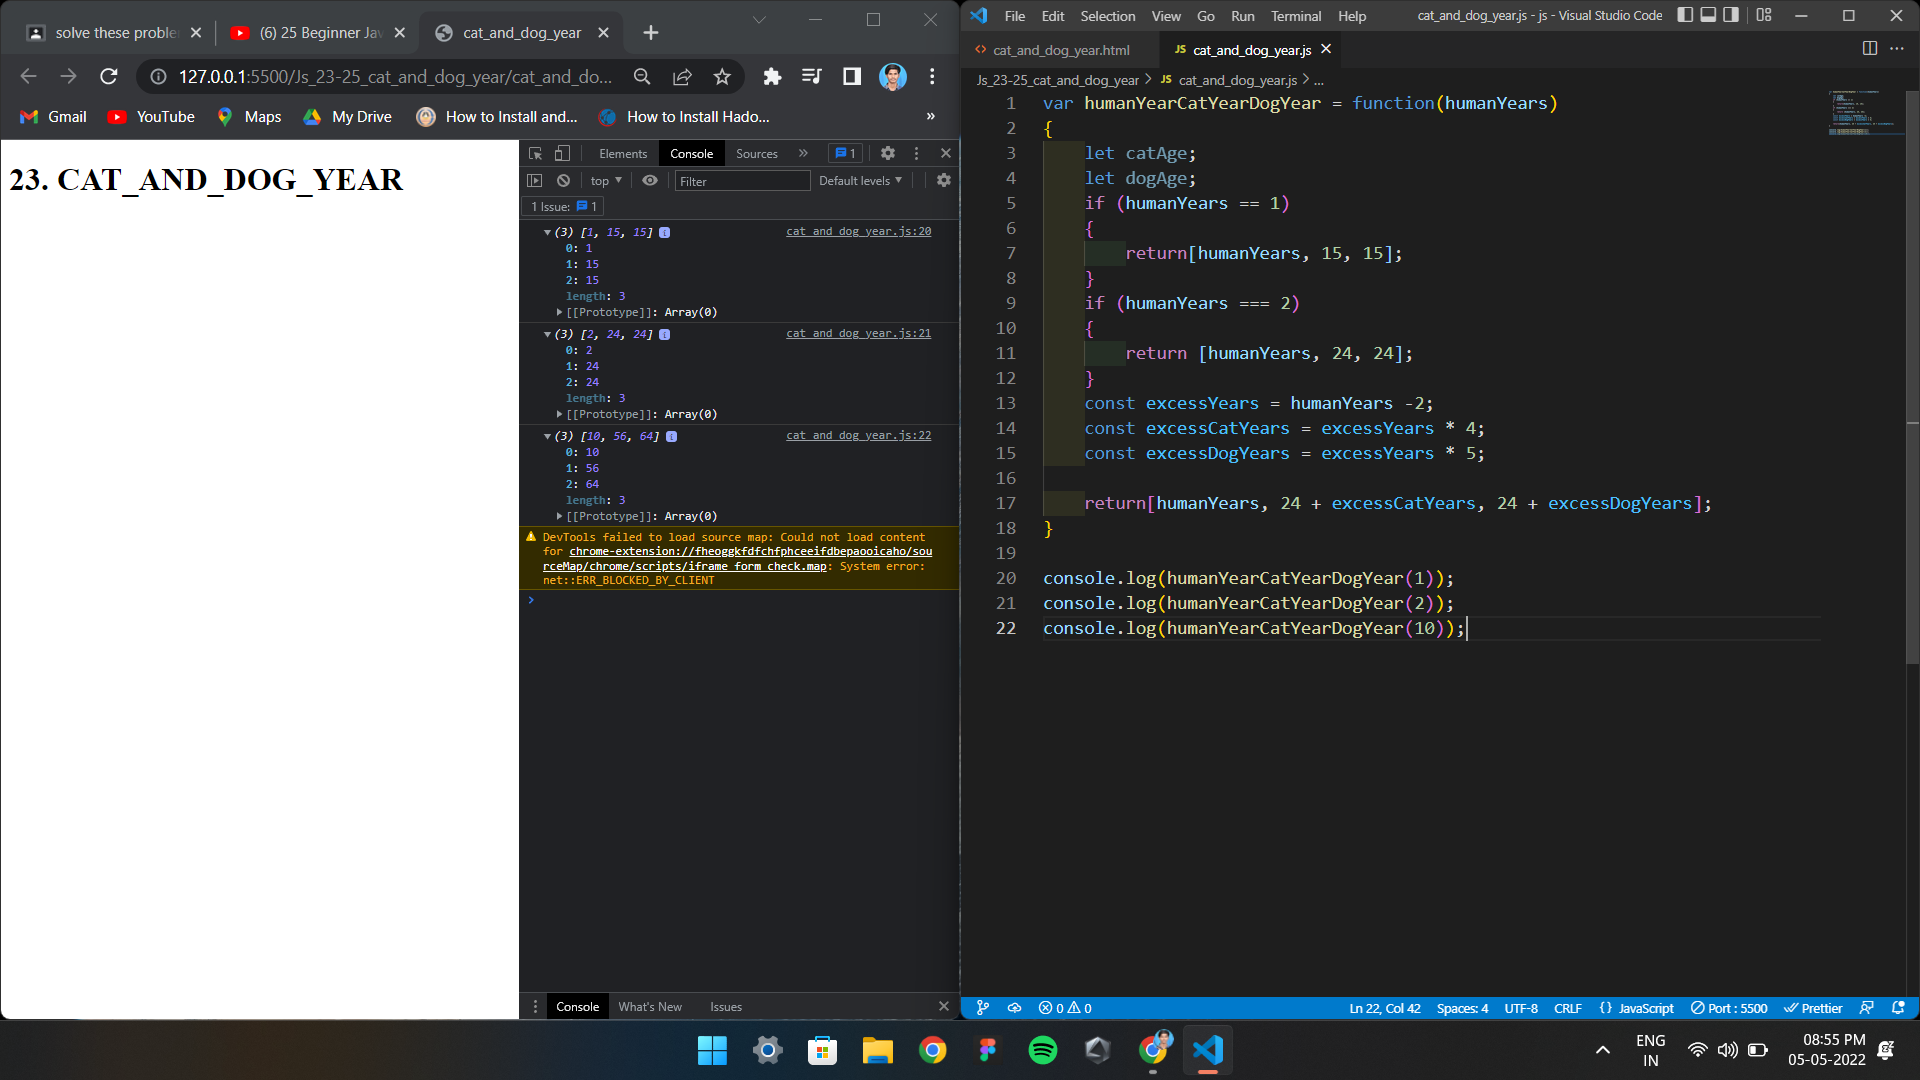 solve these proble
(6) 25 Beginner Jav
cat_and_dog_year
127.0.0.1:5500/Js_23-25_cat_and_dog_year/cat_and_do...
Gmail
YouTube
Maps
My Drive
How to Install and...
How to Install Hado...
»
23. CAT_AND_DOG_YEAR
Elements
Console
Sources
»
1
top
Filter
Default levels
1 Issue: 1
(3) [1, 15, 15] i cat_and_dog_year.js:20
0: 1
1: 15
2: 15
length: 3
[[Prototype]]: Array(0)
(3) [2, 24, 24] i cat_and_dog_year.js:21
0: 2
1: 24
2: 24
length: 3
[[Prototype]]: Array(0)
(3) [10, 56, 64] i cat_and_dog_year.js:22
0: 10
1: 56
2: 64
length: 3
[[Prototype]]: Array(0)
DevTools failed to load source map: Could not load content
for chrome-extension://fheoggkfdfchfphceeifdbepaooicaho/sou
rceMap/chrome/scripts/iframe_form_check.map: System error:
net::ERR_BLOCKED_BY_CLIENT
Console
What's New
Issues
File Edit Selection View Go Run Terminal Help
cat_and_dog_year.js - js - Visual Studio Code
cat_and_dog_year.html
JS cat_and_dog_year.js
Js_23-25_cat_and_dog_year > JS cat_and_dog_year.js > ...
1 var humanYearCatYearDogYear = function(humanYears)
2 {
3 let catAge;
4 let dogAge;
5 if (humanYears == 1)
6 {
7 return[humanYears, 15, 15];
8 }
9 if (humanYears === 2)
10 {
11 return [humanYears, 24, 24];
12 }
13 const excessYears = humanYears -2;
14 const excessCatYears = excessYears * 4;
15 const excessDogYears = excessYears * 5;
16
17 return[humanYears, 24 + excessCatYears, 24 + excessDogYears];
18 }
19
20 console.log(humanYearCatYearDogYear(1));
21 console.log(humanYearCatYearDogYear(2));
22 console.log(humanYearCatYearDogYear(10));
0 0
Ln 22, Col 42
Spaces: 4
UTF-8
CRLF
{} JavaScript
Port : 5500
Prettier
ENG
IN
08:55 PM
05-05-2022